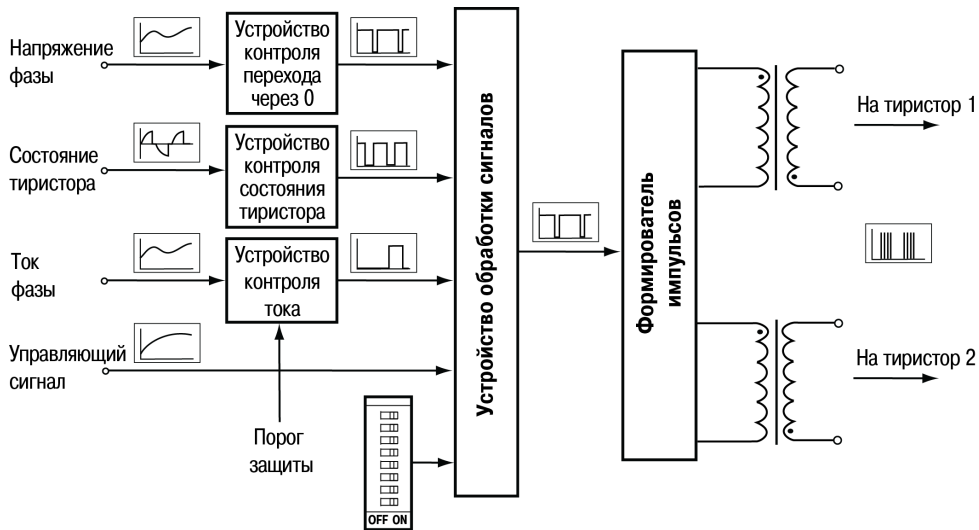 Напряжение
фазы
Устройство
контроля
перехода
через 0
Состояние
тиристора
Устройство
контроля
состояния
тиристора
Ток
фазы
Устройство
контроля
тока
Управляющий
сигнал
Порог
защиты
OFF ON
Устройство обработки сигналов
Формирователь
импульсов
На тиристор 1
На тиристор 2